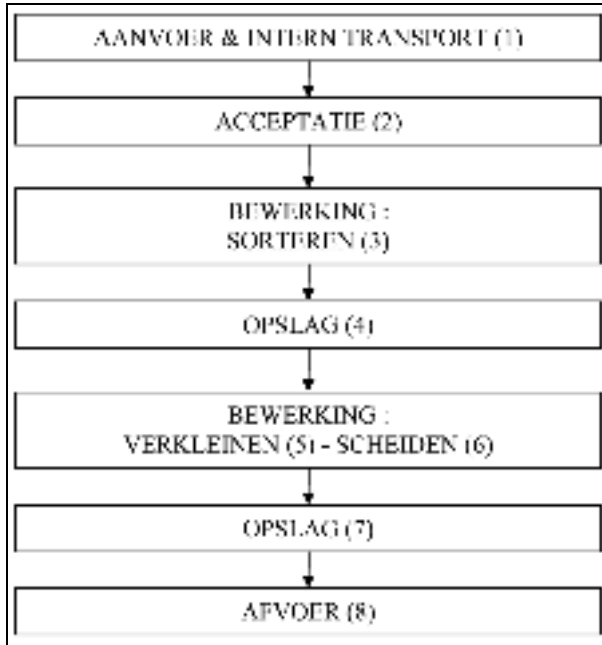 AANVOER & INTERN TRANSPORT (1)
ACCEPTATIE (2)
BEWERKING :
SORTEREN (3)
OPSLAG (4)
BEWERKING :
VERKLEINEN (5) - SCHEIDEN (6)
OPSLAG (7)
AFVOER (8)